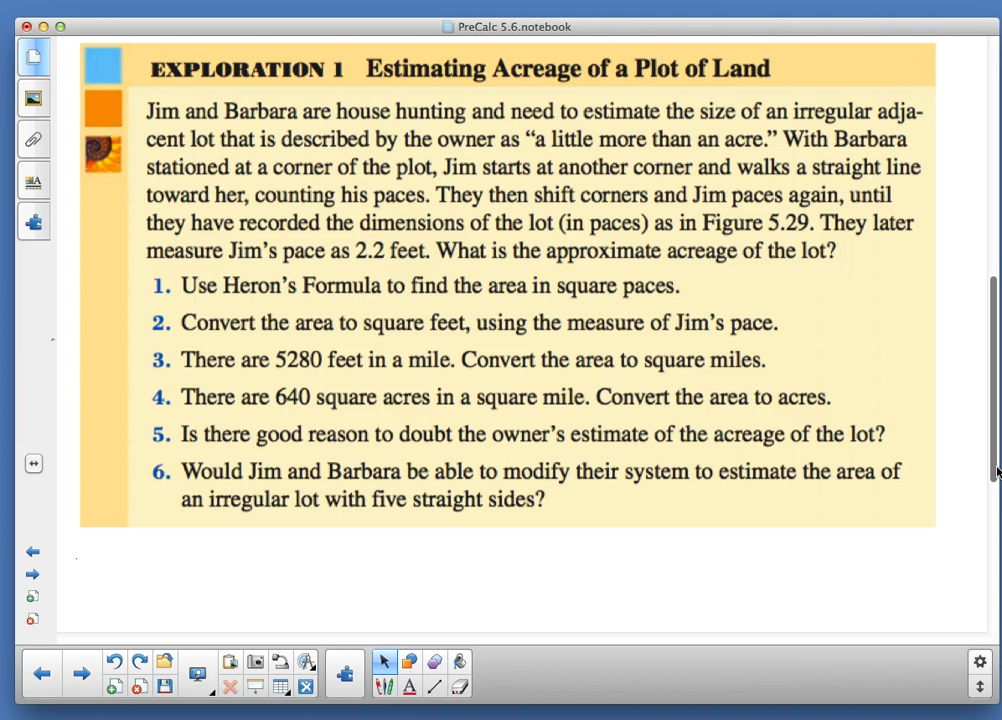 PreCalc 5.6.notebook
EXPLORATION 1 Estimating Acreage of a Plot of Land
Jim and Barbara are house hunting and need to estimate the size of an irregular adja-
cent lot that is described by the owner as “a little more than an acre.” With Barbara
stationed at a corner of the plot, Jim starts at another corner and walks a straight line
toward her, counting his paces. They then shift corners and Jim paces again, until
they have recorded the dimensions of the lot (in paces) as in Figure 5.29. They later
measure Jim’s pace as 2.2 feet. What is the approximate acreage of the lot?
1. Use Heron’s Formula to find the area in square paces.
2. Convert the area to square feet, using the measure of Jim’s pace.
3. There are 5280 feet in a mile. Convert the area to square miles.
4. There are 640 square acres in a square mile. Convert the area to acres.
5. Is there good reason to doubt the owner’s estimate of the acreage of the lot?
6. Would Jim and Barbara be able to modify their system to estimate the area of
an irregular lot with five straight sides?